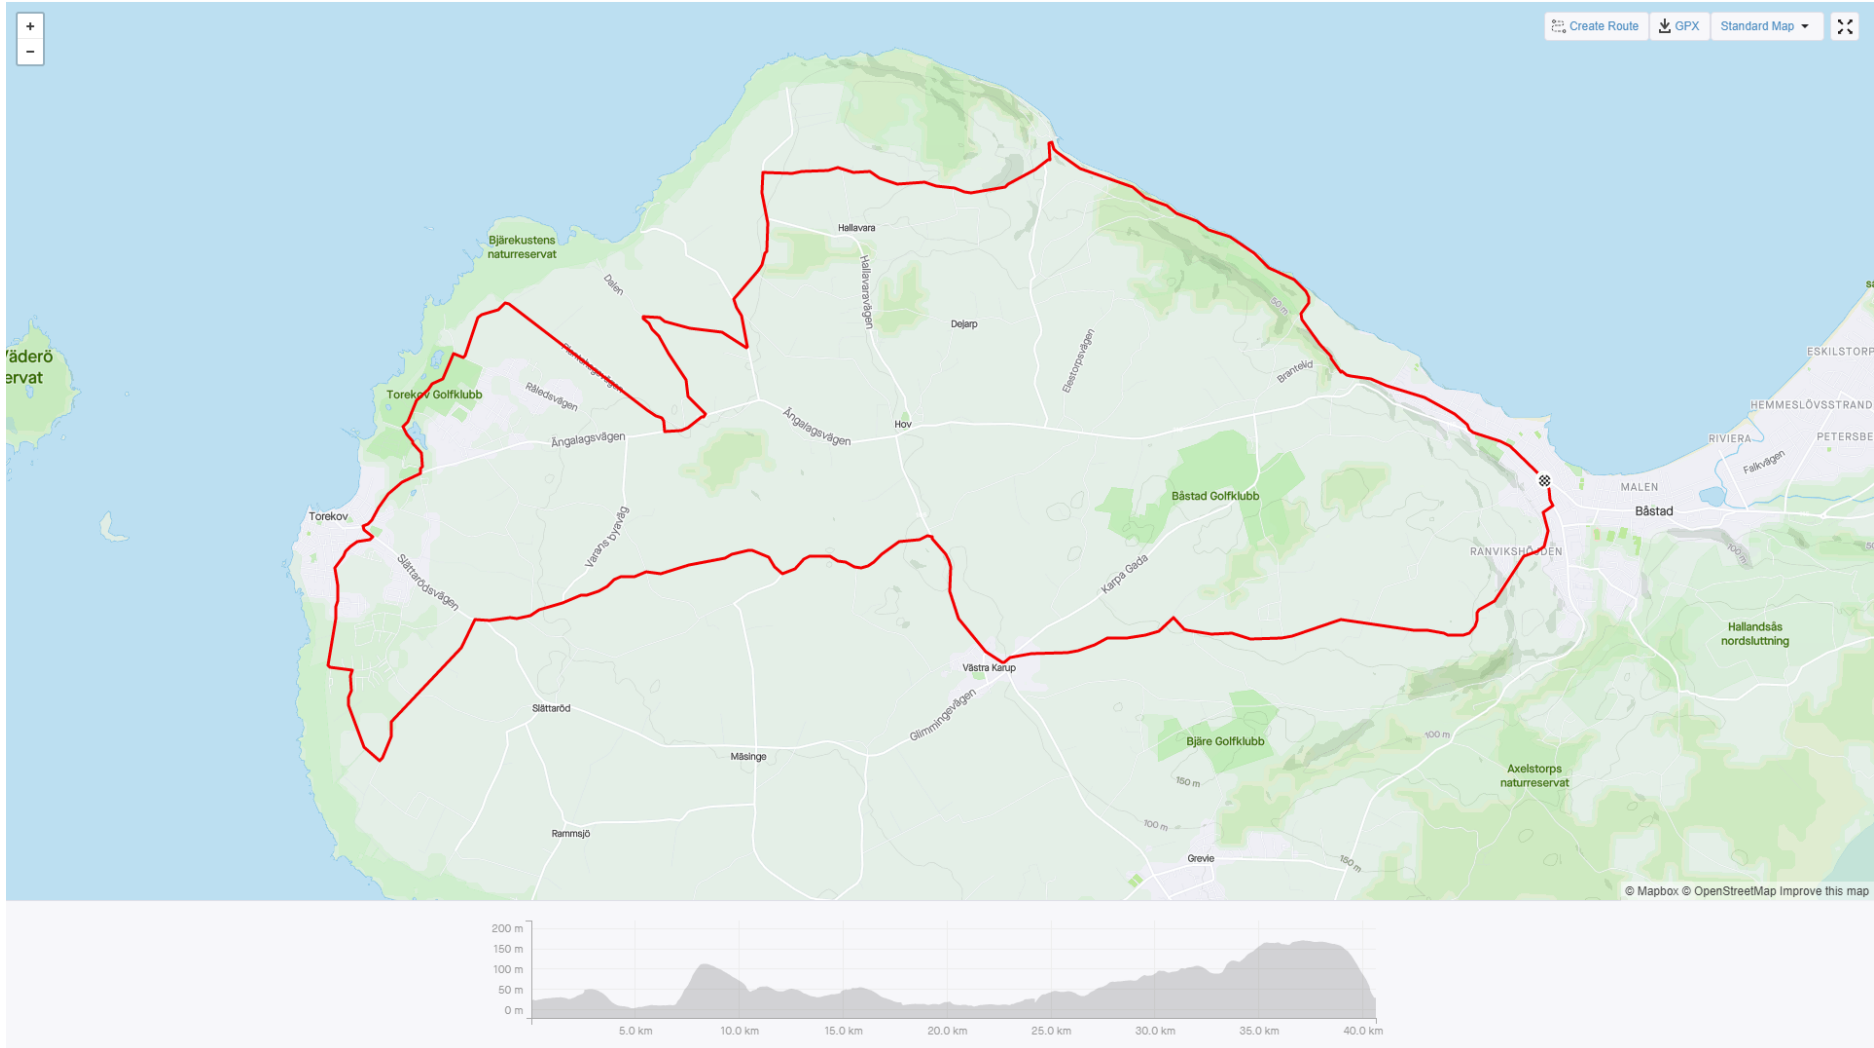 +
−
Create Route
GPX
Standard Map
Bjärekustens
naturreservat
Hallavara
Dalen
Hallavaravägen
50 m
Dejarp
Väderö
ervat
ESKILSTORP
Elestorpsvägen
Torekov Golfklubb
Råledsvägen
HEMMESLÖVSSTRAND
Ängalagsvägen
Ängalagsvägen
Hov
RIVIERA
PETERSBE
Falkvägen
Båstad Golfklubb
MALEN
Båstad
Torekov
Varans byaväg
RANVIKSHÖJDEN
100 m
Slättarödsvägen
Karpa Gada
Hallandsås
nordsluttning
Västra Karup
Slättaröd
Glimmingevägen
Bjäre Golfklubb
100 m
Mäsinge
Axelstorps
naturreservat
150 m
100 m
Rammsjö
Grevie
150 m
© Mapbox © OpenStreetMap Improve this map
200 m
150 m
100 m
50 m
0 m
5.0 km
10.0 km
15.0 km
20.0 km
25.0 km
30.0 km
35.0 km
40.0 km